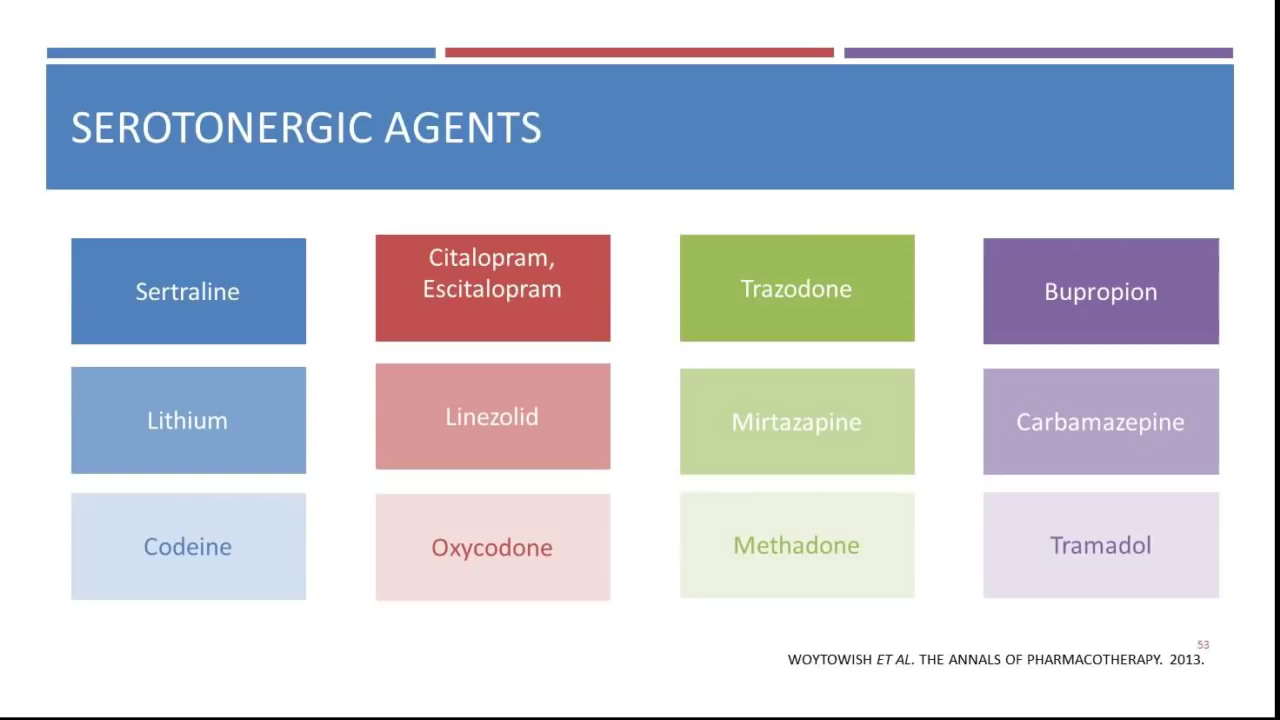 SEROTONERGIC AGENTS
Sertraline
Citalopram,
Escitalopram
Trazodone
Bupropion
Lithium
Linezolid
Mirtazapine
Carbamazepine
Codeine
Oxycodone
Methadone
Tramadol
53
WOYTOWISH ET AL. THE ANNALS OF PHARMACOTHERAPY. 2013.